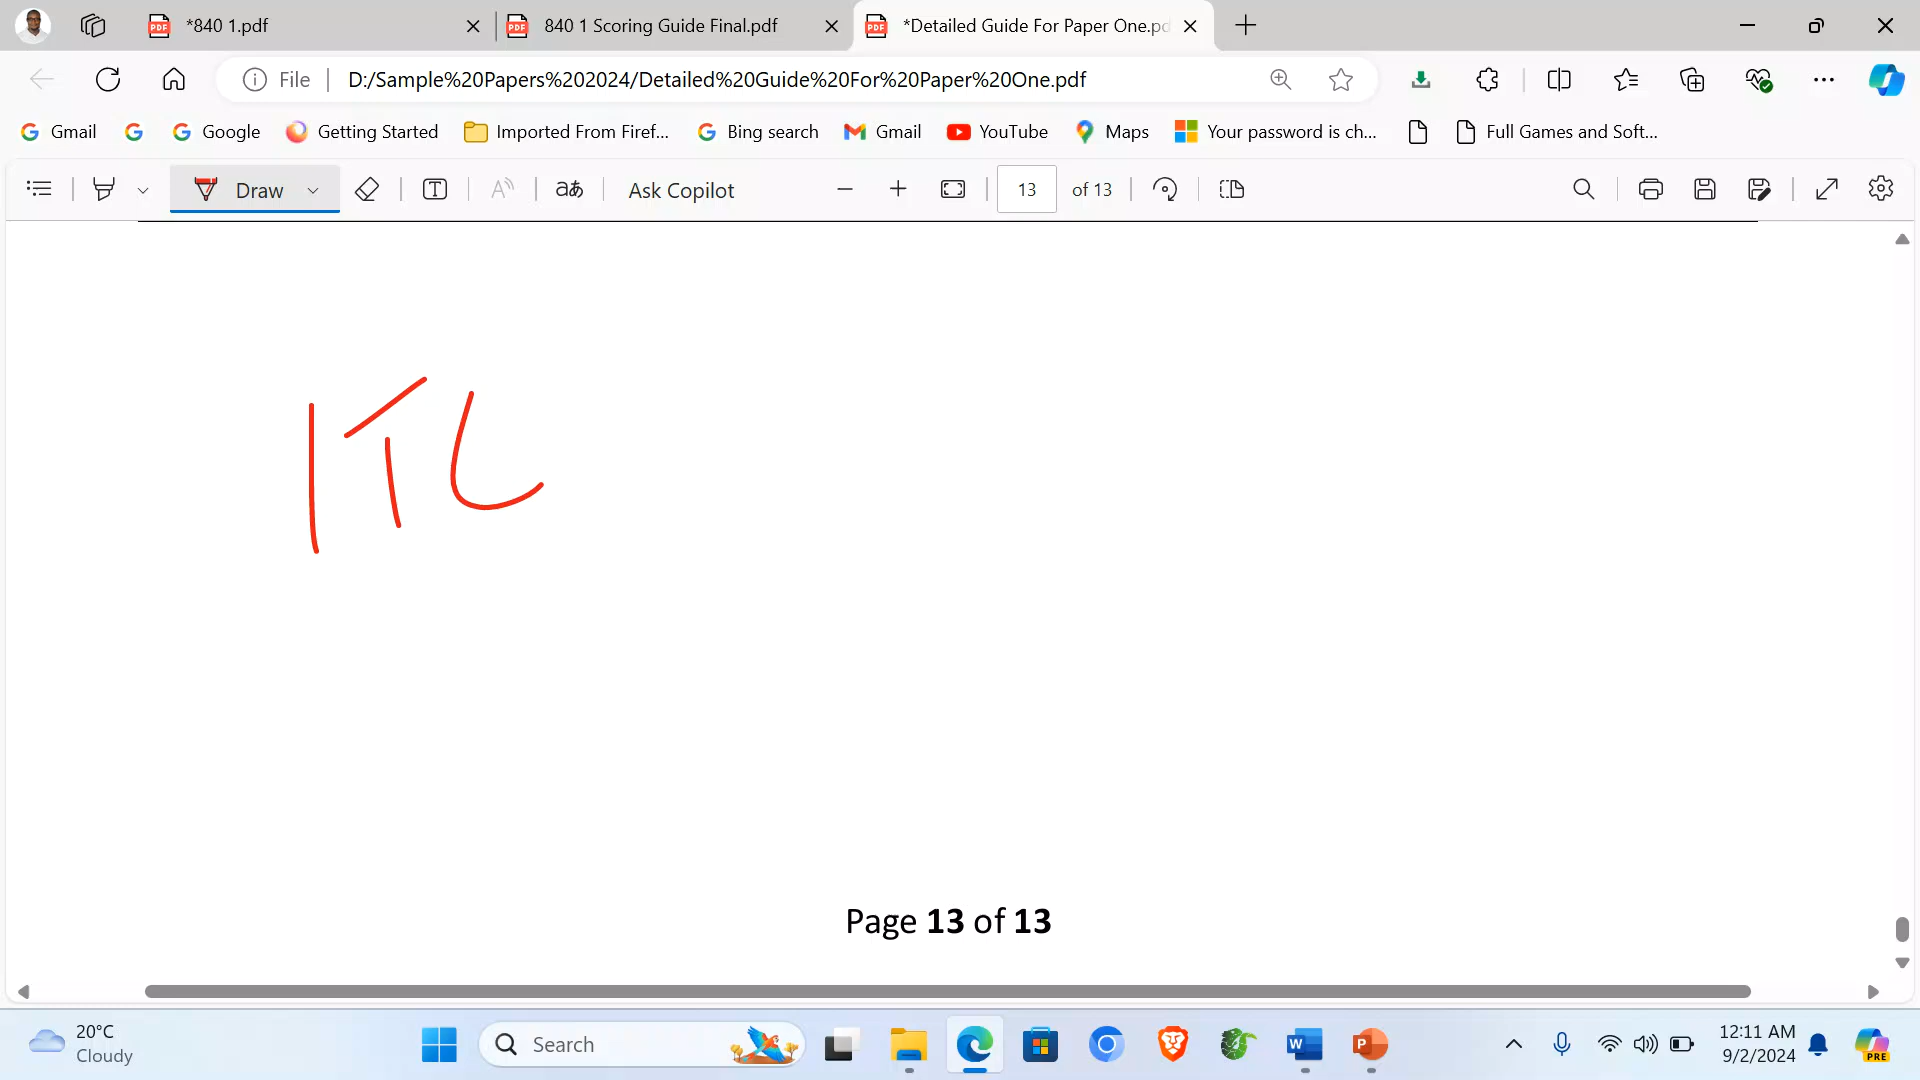 *840 1.pdf
840 1 Scoring Guide Final.pdf
*Detailed Guide For Paper One.pd
File
D:/Sample%20Papers%202024/Detailed%20Guide%20For%20Paper%20One.pdf
Gmail
Google
Getting Started
Imported From Firef...
Bing search
Gmail
YouTube
Maps
Your password is ch...
Full Games and Soft...
Draw
Ask Copilot
13
of 13
Page 13 of 13
20°C
Cloudy
Search
12:11 AM
9/2/2024
PRE